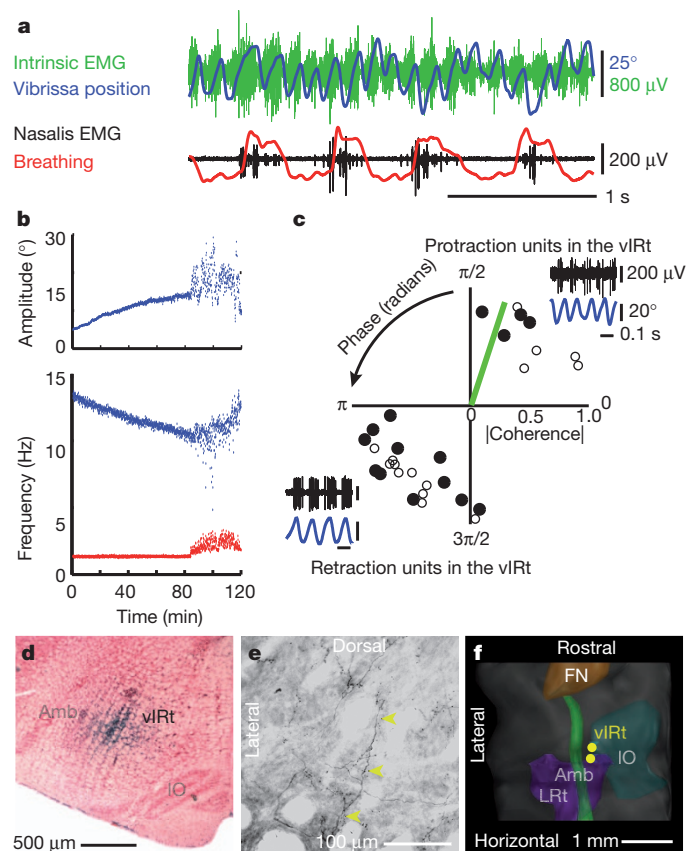 a
Intrinsic EMG
Vibrissa position
25°
800 µV
Nasalis EMG
Breathing
200 µV
1 s
b
Amplitude (°)
30
15
0
Frequency (Hz)
15
10
5
0
0 40 80 120
Time (min)
c
Protraction units in the vIRt
π/2
200 µV
20°
0.1 s
Phase (radians)
π
0
0 0.5 1.0
|Coherence|
3π/2
Retraction units in the vIRt
d
Amb
vIRt
IO
500 µm
e
Dorsal
Lateral
100 µm
f
Rostral
FN
Lateral
vIRt
Amb
IO
LRt
Horizontal
1 mm